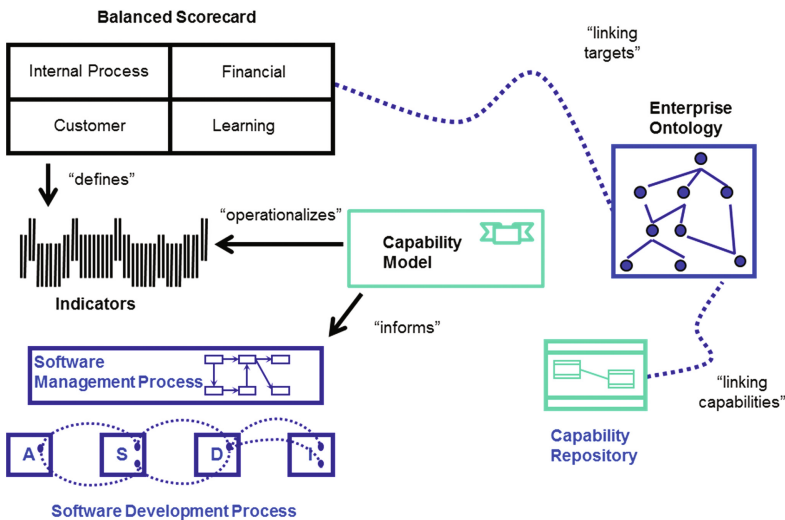 Balanced Scorecard
Internal Process
Financial
Customer
Learning
“linking
targets”
Enterprise
Ontology
“defines”
“operationalizes”
Capability
Model
Indicators
“informs”
Software
Management Process
“linking
capabilities”
Capability
Repository
A
S
D
I
Software Development Process